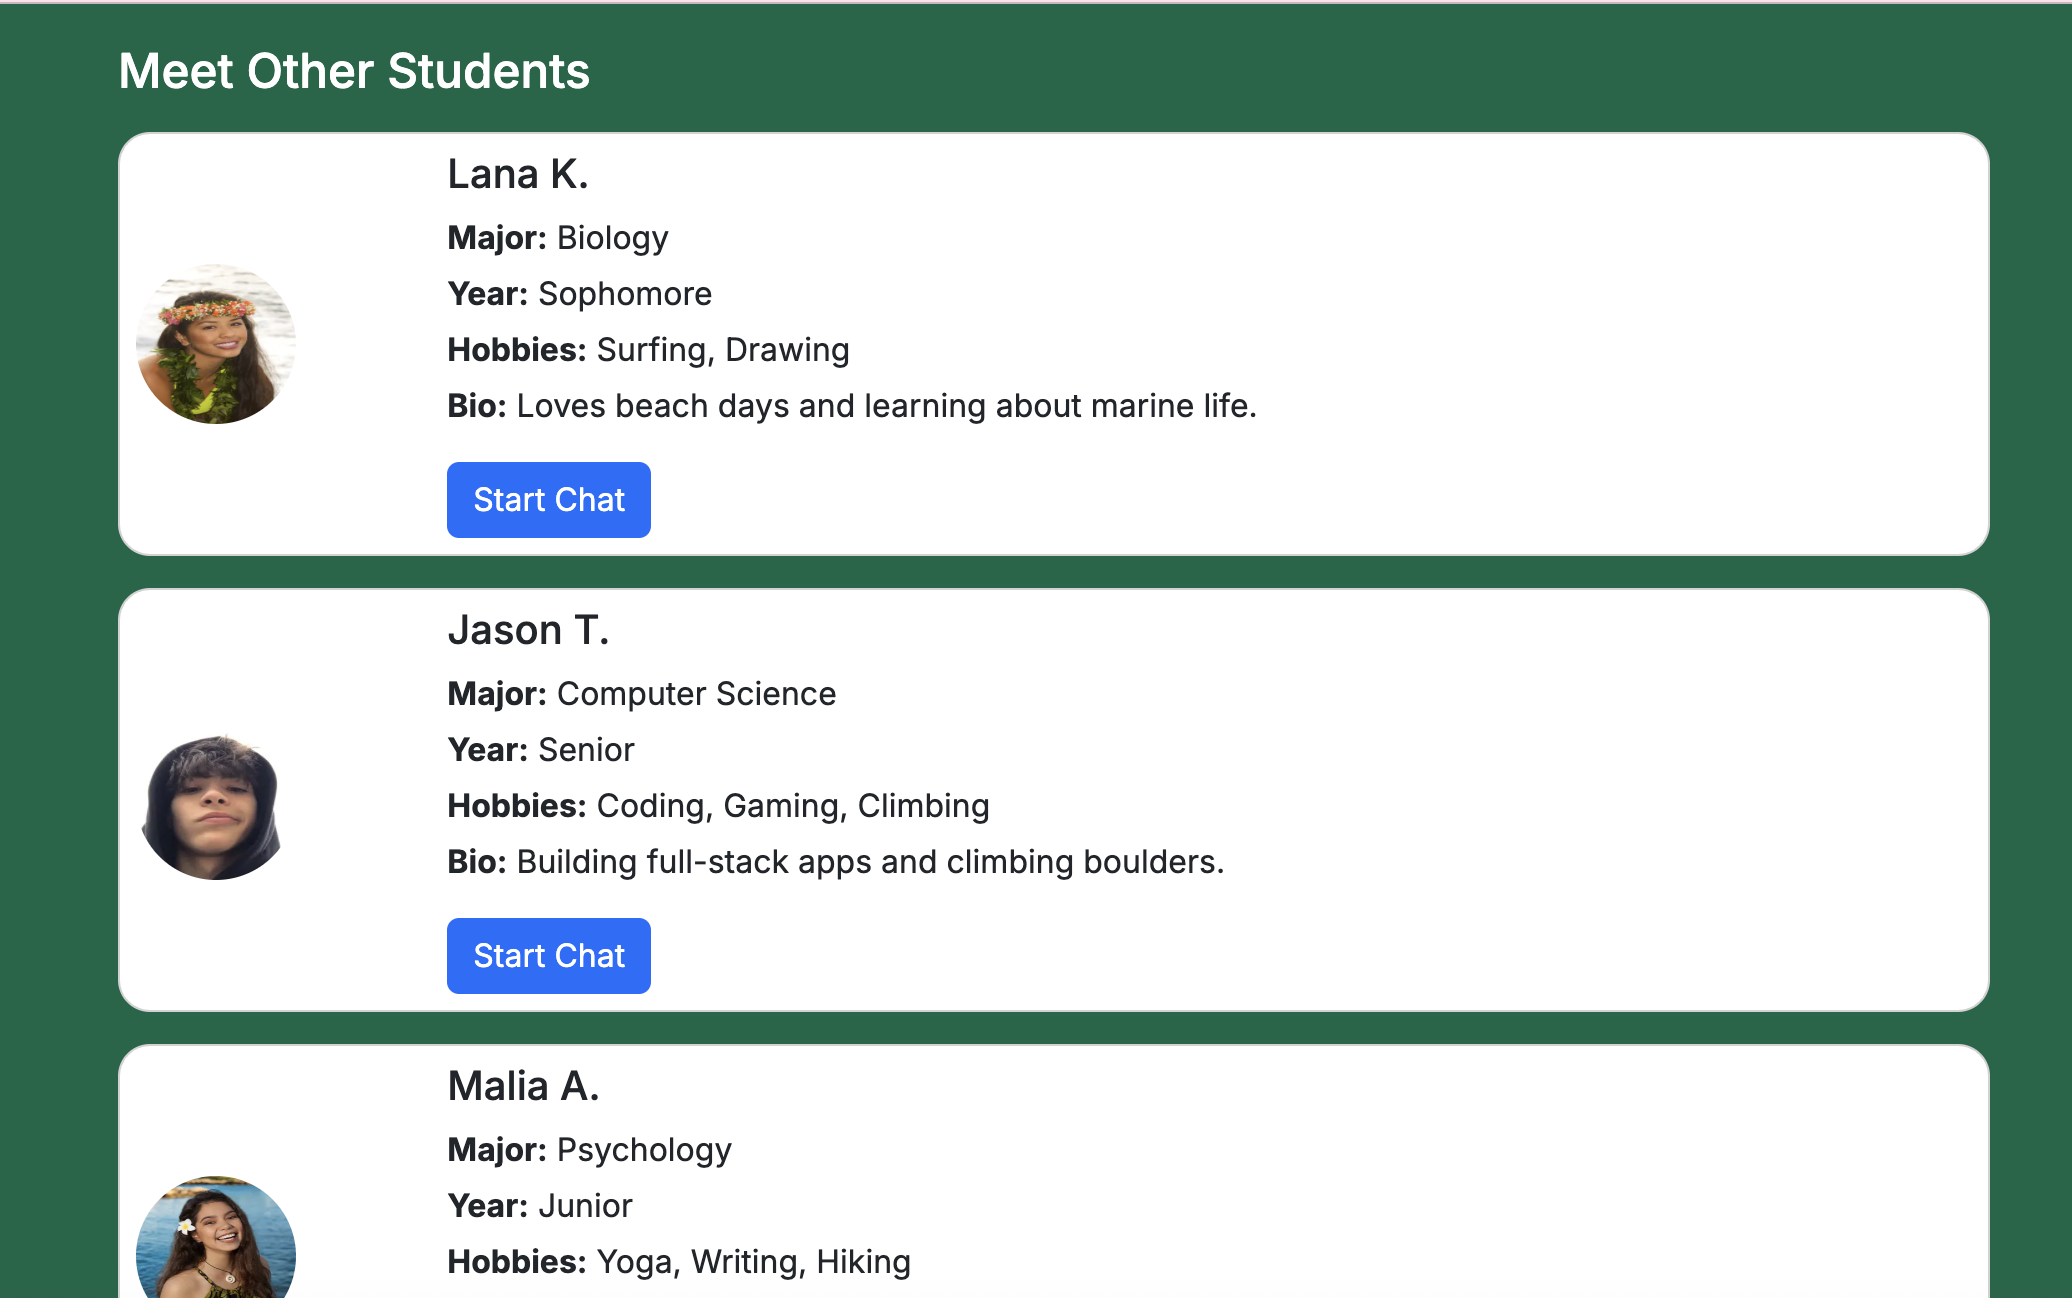 Meet Other Students
Lana K.
Major: Biology
Year: Sophomore
Hobbies: Surfing, Drawing
Bio: Loves beach days and learning about marine life.
Start Chat
Jason T.
Major: Computer Science
Year: Senior
Hobbies: Coding, Gaming, Climbing
Bio: Building full-stack apps and climbing boulders.
Start Chat
Malia A.
Major: Psychology
Year: Junior
Hobbies: Yoga, Writing, Hiking